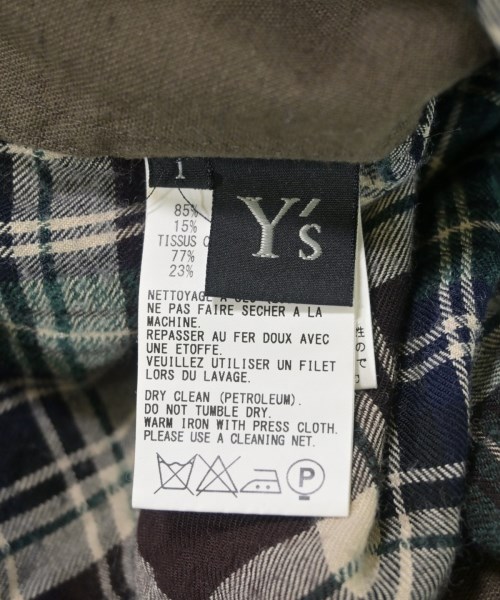 1
Y's
85%
15%
TISSUS
77%
23%
NETTOYAGE
NE PAS FAIRE SECHER A LA
MACHINE.
REPASSER AU FER DOUX AVEC
UNE ETOFFE.
VEUILLEZ UTILISER UN FILET
LORS DU LAVAGE.
DRY CLEAN (PETROLEUM).
DO NOT TUMBLE DRY.
WARM IRON WITH PRESS CLOTH.
PLEASE USE A CLEANING NET.
P